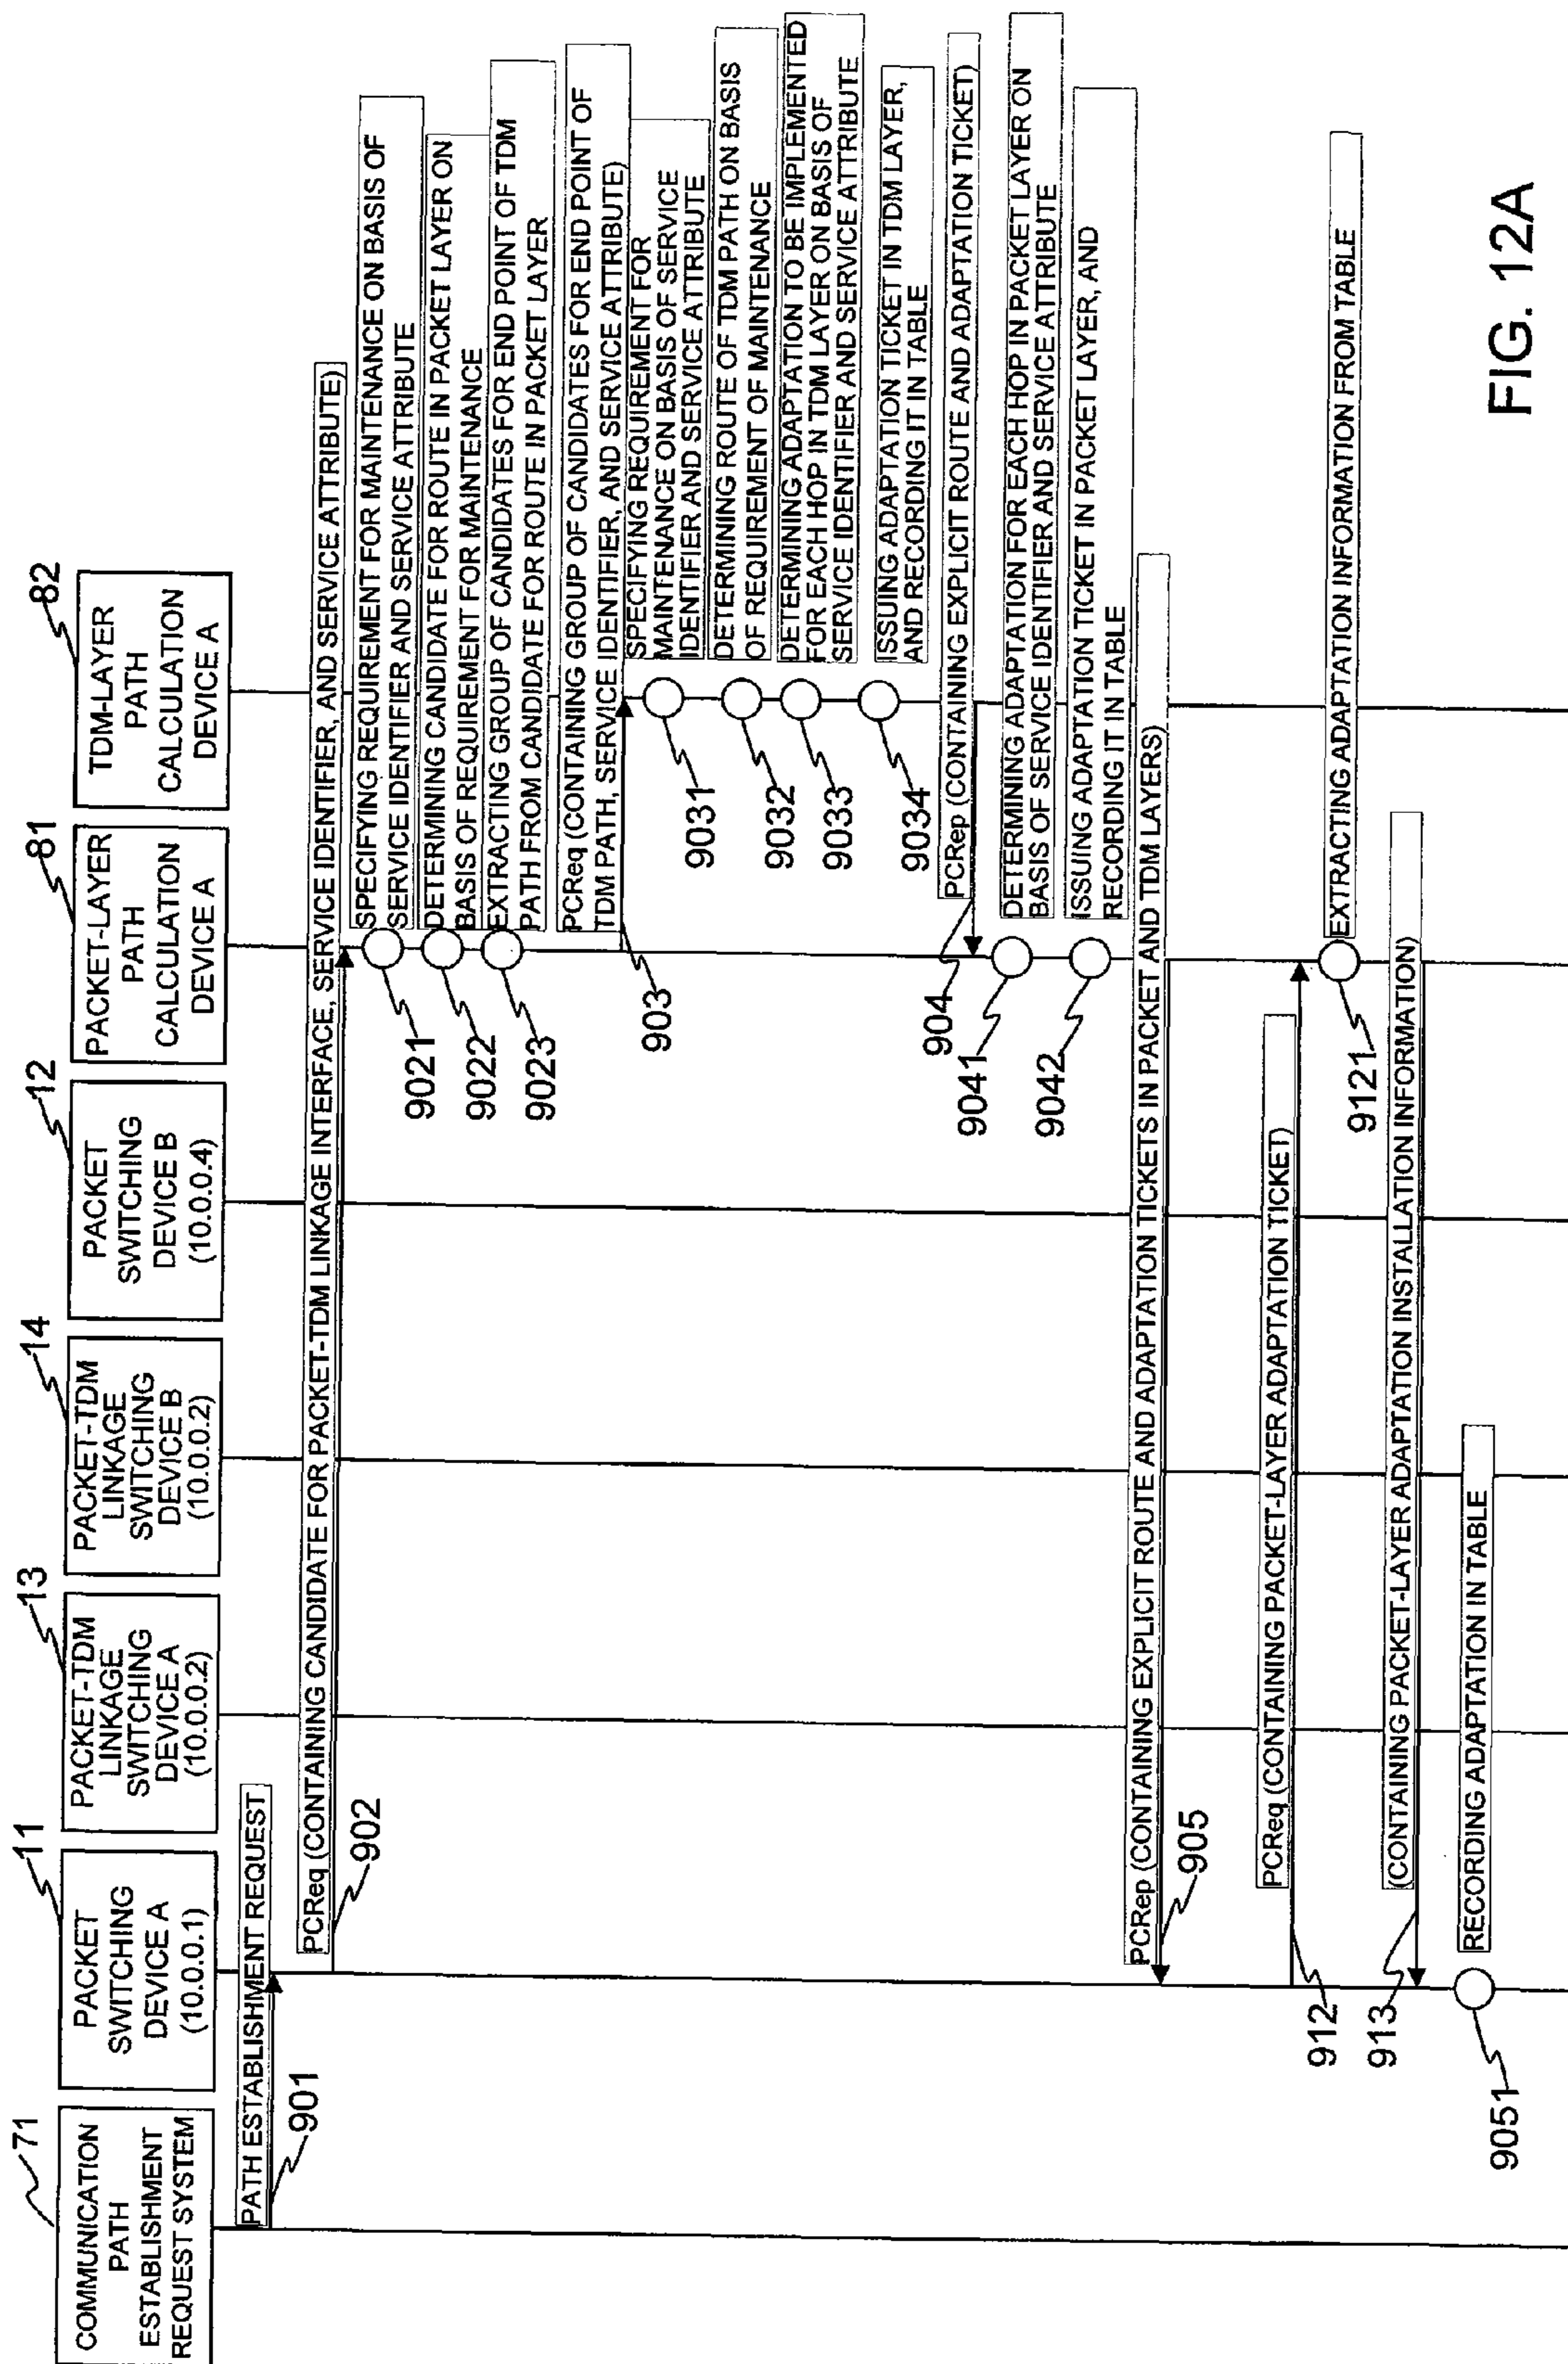 71
COMMUNICATION
PATH
ESTABLISHMENT
REQUEST SYSTEM
11
PACKET
SWITCHING
DEVICE A
(10.0.0.1)
13
PACKET-TDM
LINKAGE
SWITCHING
DEVICE A
(10.0.0.2)
14
PACKET-TDM
LINKAGE
SWITCHING
DEVICE B
(10.0.0.2)
12
PACKET
SWITCHING
DEVICE B
(10.0.0.4)
81
PACKET-LAYER
PATH
CALCULATION
DEVICE A
82
TDM-LAYER
PATH
CALCULATION
DEVICE A
PATH ESTABLISHMENT REQUEST
901
PCReq (CONTAINING CANDIDATE FOR PACKET-TDM LINKAGE INTERFACE, SERVICE IDENTIFIER, AND SERVICE ATTRIBUTE)
902
SPECIFYING REQUIREMENT FOR MAINTENANCE ON BASIS OF
SERVICE IDENTIFIER AND SERVICE ATTRIBUTE
9021
DETERMINING CANDIDATE FOR ROUTE IN PACKET LAYER ON
BASIS OF REQUIREMENT FOR MAINTENANCE
9022
EXTRACTING GROUP OF CANDIDATES FOR END POINT OF TDM
PATH FROM CANDIDATE FOR ROUTE IN PACKET LAYER
9023
PCReq (CONTAINING GROUP OF CANDIDATES FOR END POINT OF
TDM PATH, SERVICE IDENTIFIER, AND SERVICE ATTRIBUTE)
903
SPECIFYING REQUIREMENT FOR
MAINTENANCE ON BASIS OF SERVICE
IDENTIFIER AND SERVICE ATTRIBUTE
9031
DETERMINING ROUTE OF TDM PATH ON BASIS
OF REQUIREMENT OF MAINTENANCE
9032
DETERMINING ADAPTATION TO BE IMPLEMENTED
FOR EACH HOP IN TDM LAYER ON BASIS OF
SERVICE IDENTIFIER AND SERVICE ATTRIBUTE
9033
ISSUING ADAPTATION TICKET IN TDM LAYER,
AND RECORDING IT IN TABLE
9034
PCRep (CONTAINING EXPLICIT ROUTE AND ADAPTATION TICKET)
904
DETERMINING ADAPTATION FOR EACH HOP IN PACKET LAYER ON
BASIS OF SERVICE IDENTIFIER AND SERVICE ATTRIBUTE
9041
ISSUING ADAPTATION TICKET IN PACKET LAYER, AND
RECORDING IT IN TABLE
9042
PCRep (CONTAINING EXPLICIT ROUTE AND ADAPTATION TICKETS IN PACKET AND TDM LAYERS)
905
PCReq (CONTAINING PACKET-LAYER ADAPTATION TICKET)
912
EXTRACTING ADAPTATION INFORMATION FROM TABLE
9121
(CONTAINING PACKET-LAYER ADAPTATION INSTALLATION INFORMATION)
913
RECORDING ADAPTATION IN TABLE
9051
FIG. 12A